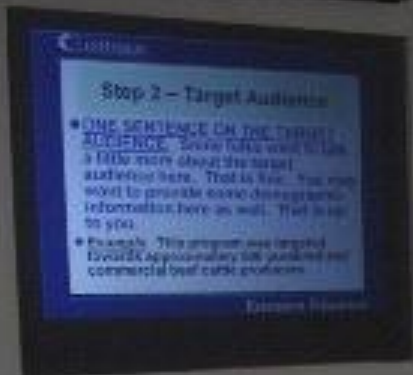 Step 2 – Target Audience
ONE SENTENCE ON THE TARGET
AUDIENCE. Some folks want to talk
a little more about the target
audience here. That is fine. You may
want to provide some demographic
information here as well. That is up
to you.
Example. This program was targeted
towards approximately purebred and
commercial beef cattle producers